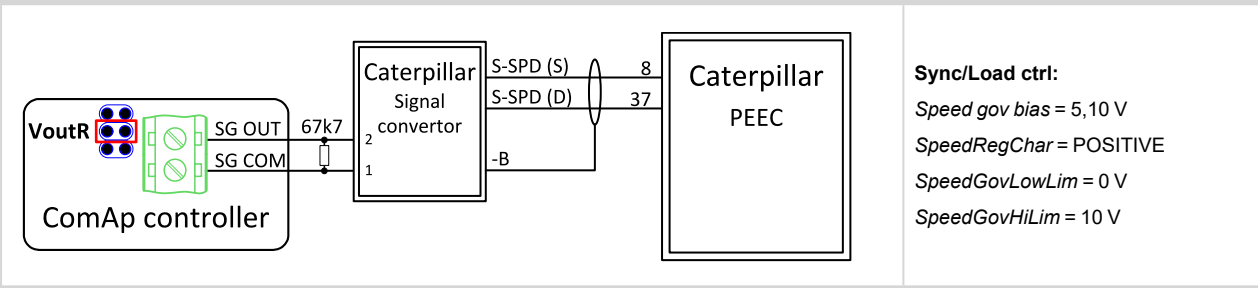 VoutR
SG OUT
SG COM
ComAp controller
67k7
2
1
Caterpillar
Signal
convertor
S-SPD (S)
S-SPD (D)
-B
8
37
Caterpillar
PEEC
Sync/Load ctrl:
Speed gov bias = 5,10 V
SpeedRegChar = POSITIVE
SpeedGovLowLim = 0 V
SpeedGovHiLim = 10 V